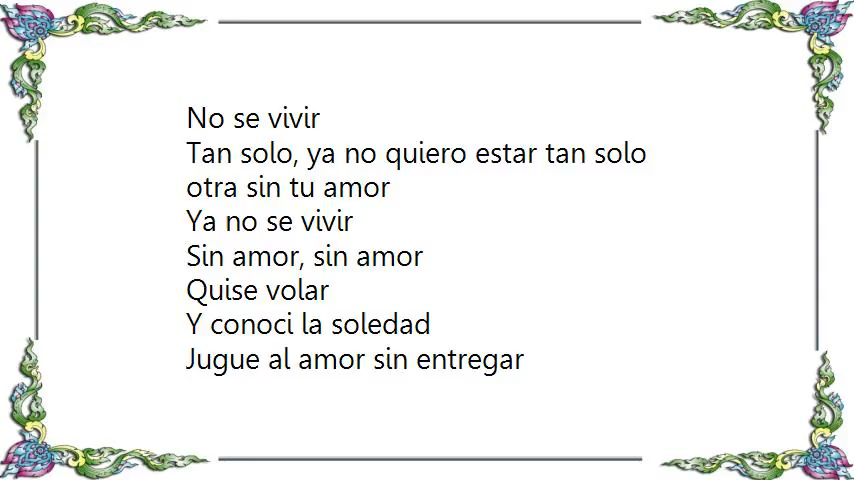 No se vivir
Tan solo, ya no quiero estar tan solo
otra sin tu amor
Ya no se vivir
Sin amor, sin amor
Quise volar
Y conoci la soledad
Jugue al amor sin entregar